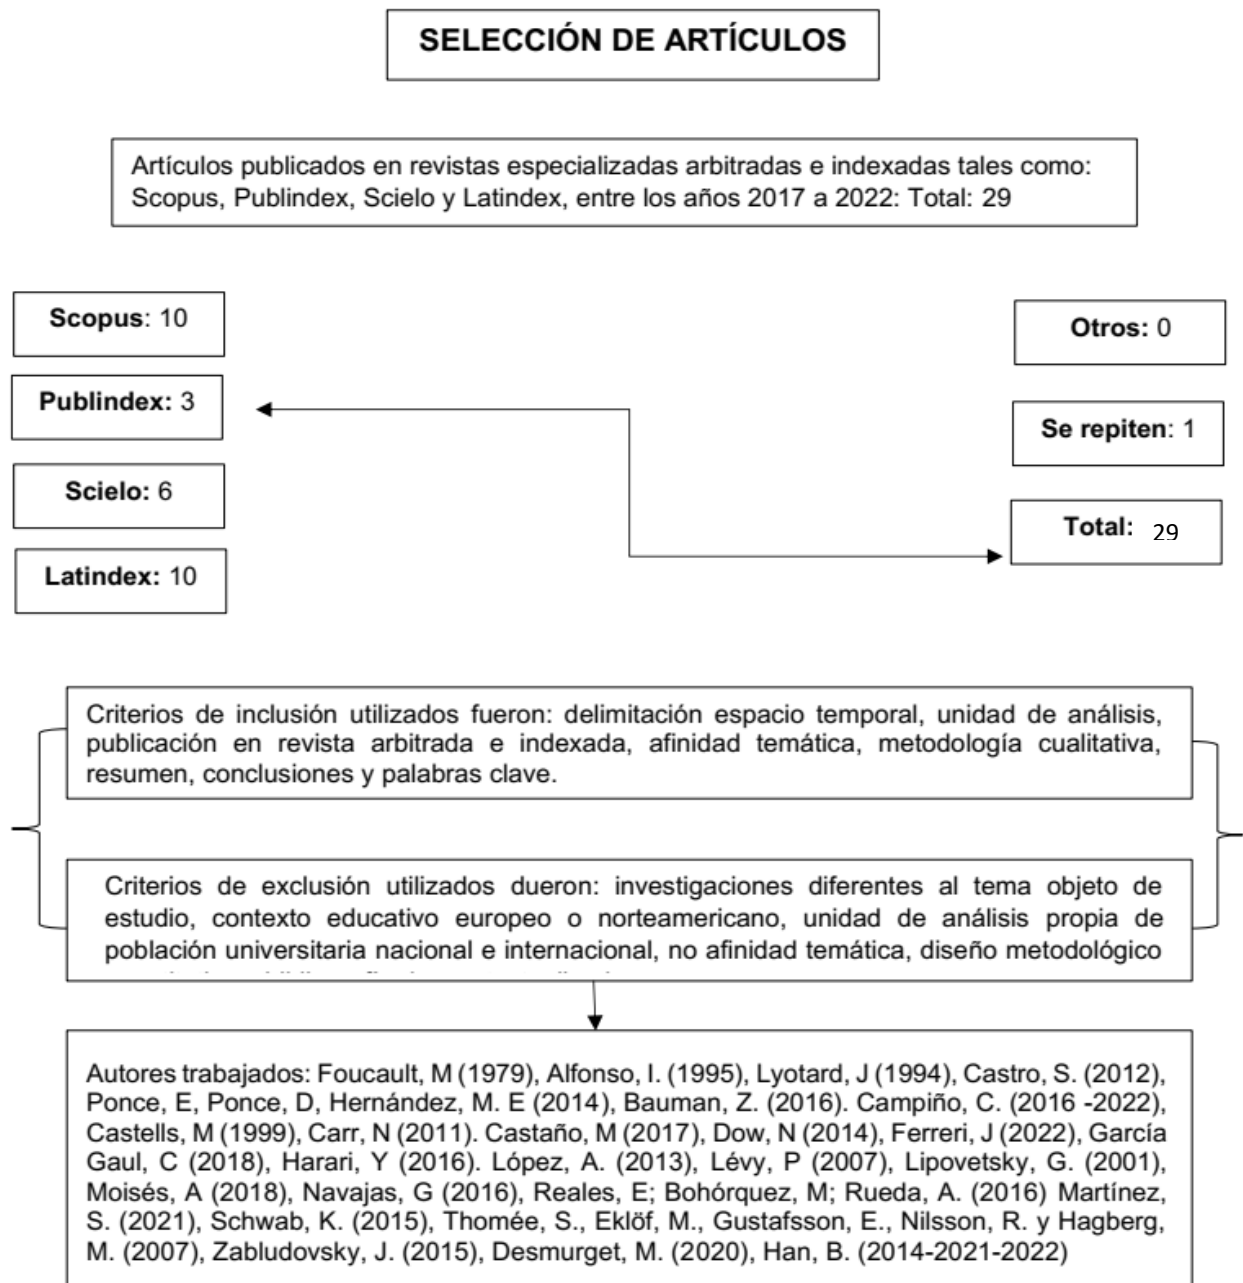 SELECCIÓN DE ARTÍCULOS
Artículos publicados en revistas especializadas arbitradas e indexadas tales como:
Scopus, Publindex, Scielo y Latindex, entre los años 2017 a 2022: Total: 29
Scopus: 10
Publindex: 3
Scielo: 6
Latindex: 10
Otros: 0
Se repiten: 1
Total: 29
Criterios de inclusión utilizados fueron: delimitación espacio temporal, unidad de análisis,
publicación en revista arbitrada e indexada, afinidad temática, metodología cualitativa,
resumen, conclusiones y palabras clave.
Criterios de exclusión utilizados dueron: investigaciones diferentes al tema objeto de
estudio, contexto educativo europeo o norteamericano, unidad de análisis propia de
población universitaria nacional e internacional, no afinidad temática, diseño metodológico
Autores trabajados: Foucault, M (1979), Alfonso, I. (1995), Lyotard, J (1994), Castro, S. (2012),
Ponce, E, Ponce, D, Hernández, M. E (2014), Bauman, Z. (2016). Campiño, C. (2016 -2022),
Castells, M (1999), Carr, N (2011). Castaño, M (2017), Dow, N (2014), Ferreri, J (2022), García
Gaul, C (2018), Harari, Y (2016). López, A. (2013), Lévy, P (2007), Lipovetsky, G. (2001),
Moisés, A (2018), Navajas, G (2016), Reales, E; Bohórquez, M; Rueda, A. (2016) Martínez,
S. (2021), Schwab, K. (2015), Thomée, S., Eklöf, M., Gustafsson, E., Nilsson, R. y Hagberg,
M. (2007), Zabludovsky, J. (2015), Desmurget, M. (2020), Han, B. (2014-2021-2022)